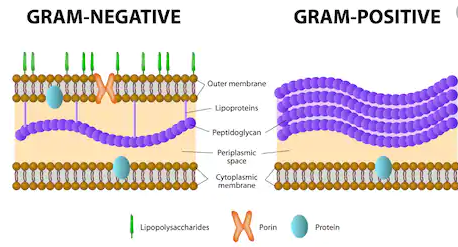 GRAM-NEGATIVE
GRAM-POSITIVE
Outer membrane
Lipoproteins
Peptidoglycan
Periplasmic
space
Cytoplasmic
membrane
Lipopolysaccharides
Porin
Protein